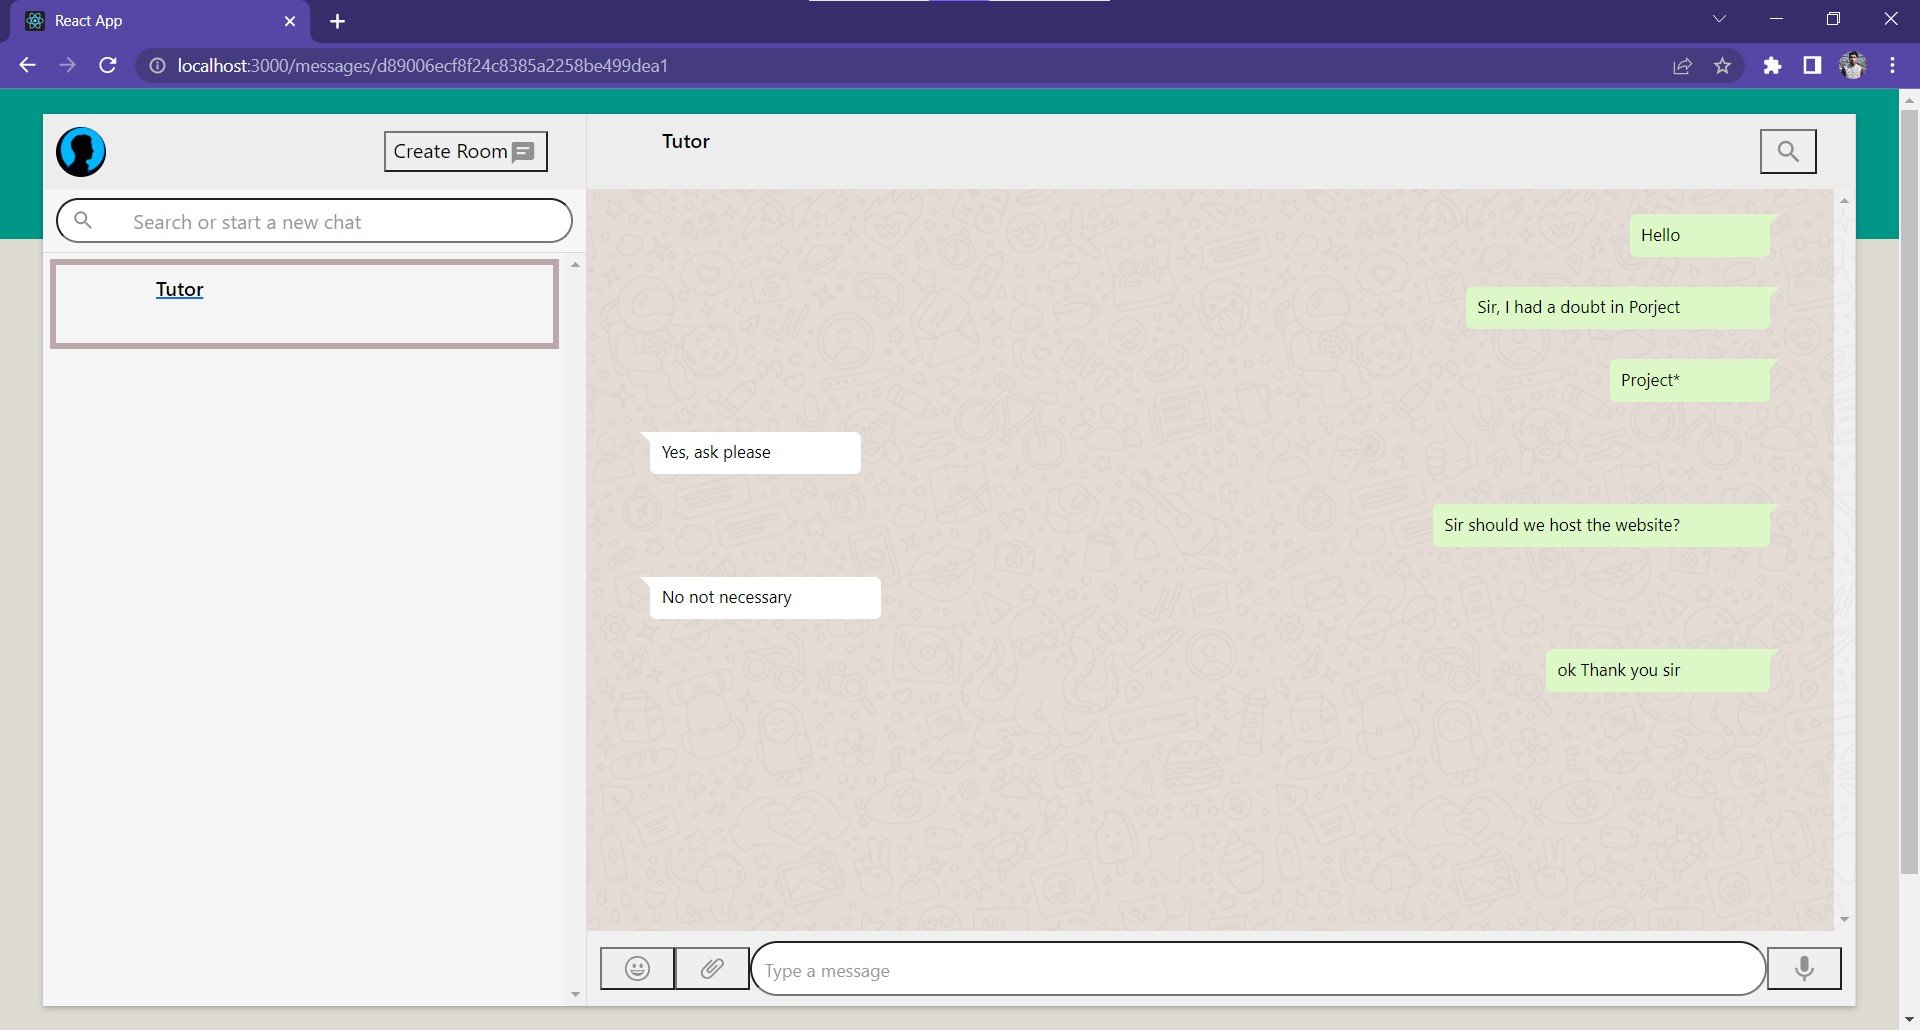 React App
localhost:3000/messages/d89006ecf8f24c8385a2258be499dea1
Create Room
Tutor
Search or start a new chat
Tutor
Hello
Sir, I had a doubt in Porject
Project*
Yes, ask please
Sir should we host the website?
No not necessary
ok Thank you sir
Type a message